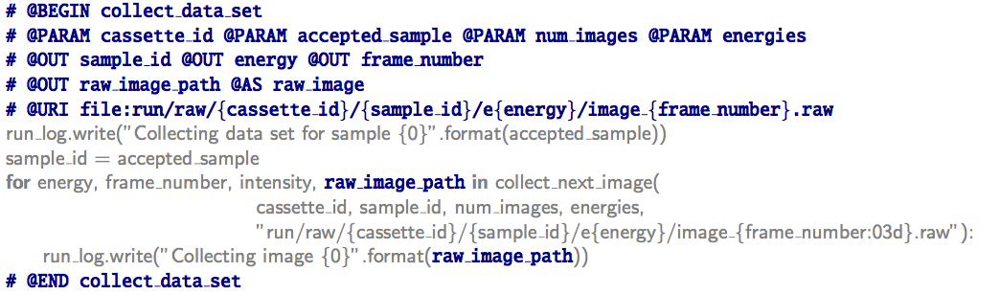 # @BEGIN collect_data_set
# @PARAM cassette_id @PARAM accepted_sample @PARAM num_images @PARAM energies
# @OUT sample_id @OUT energy @OUT frame_number
# @OUT raw_image_path @AS raw_image
# @URI file:run/raw/{cassette_id}/{sample_id}/e{energy}/image_{frame_number}.raw
run_log.write("Collecting data set for sample {0}".format(accepted_sample))
sample_id = accepted_sample
for energy, frame_number, intensity, raw_image_path in collect_next_image(
cassette_id, sample_id, num_images, energies,
"run/raw/{cassette_id}/{sample_id}/e{energy}/image_{frame_number:03d}.raw"):
run_log.write("Collecting image {0}".format(raw_image_path))
# @END collect_data_set